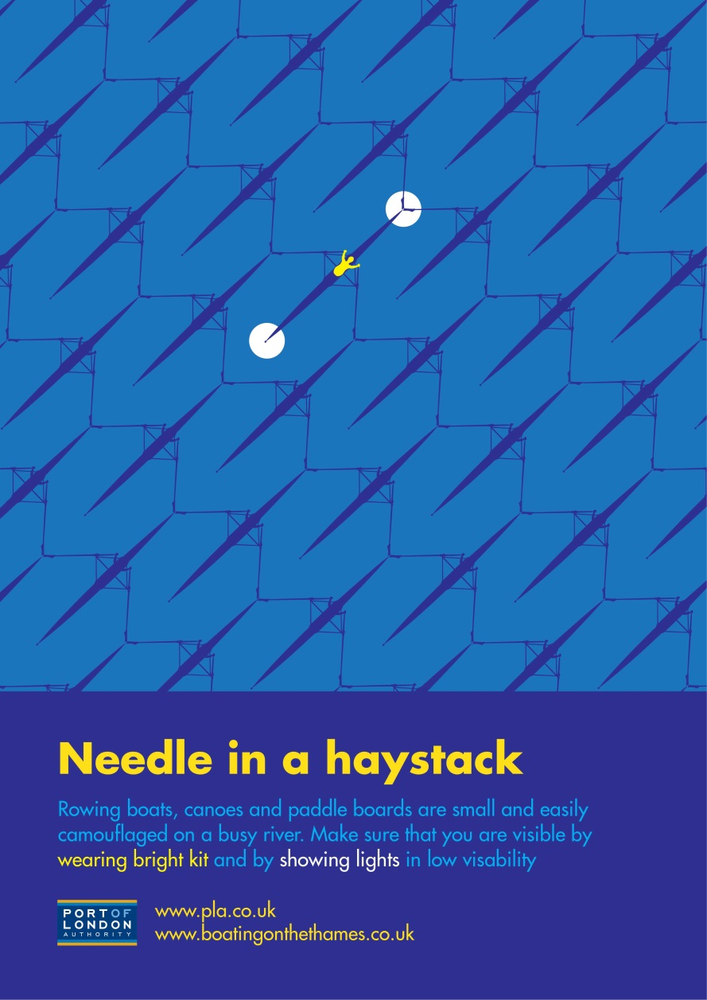 Needle in a haystack
Rowing boats, canoes and paddle boards are small and easily
camouflaged on a busy river. Make sure that you are visible by
wearing bright kit and by showing lights in low visability
PORT OF
LONDON
AUTHORITY
www.pla.co.uk
www.boatingonthethames.co.uk